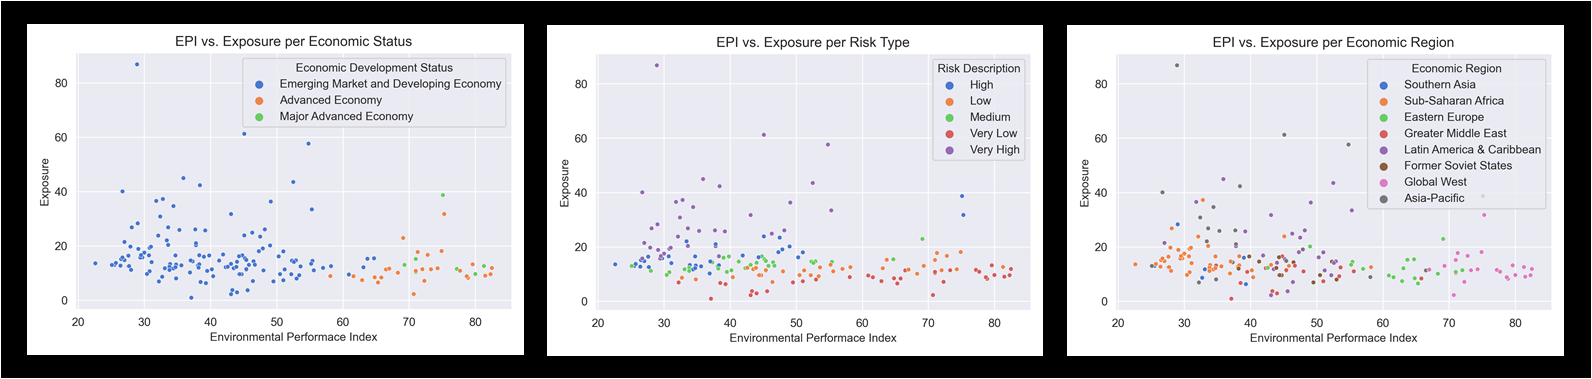 EPI vs. Exposure per Economic Status
Economic Development Status
Emerging Market and Developing Economy
Advanced Economy
Major Advanced Economy
Exposure
80
60
40
20
0
20 30 40 50 60 70 80
Environmental Performace Index
EPI vs. Exposure per Risk Type
Risk Description
High
Low
Medium
Very Low
Very High
Exposure
80
60
40
20
0
20 30 40 50 60 70 80
Environmental Performace Index
EPI vs. Exposure per Economic Region
Economic Region
Southern Asia
Sub-Saharan Africa
Eastern Europe
Greater Middle East
Latin America & Caribbean
Former Soviet States
Global West
Asia-Pacific
Exposure
80
60
40
20
0
20 30 40 50 60 70 80
Environmental Performace Index